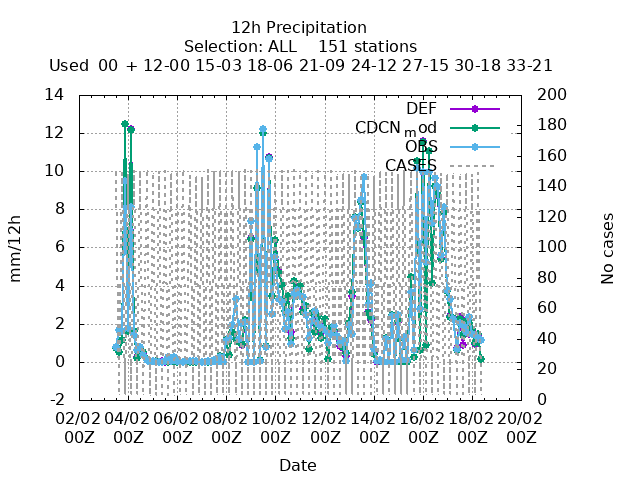 12h Precipitation
Selection: ALL 151 stations
Used 00 + 12-00 15-03 18-06 21-09 24-12 27-15 30-18 33-21
14 200
12 180
10 160
8 140
6 120
4 100
2 80
0 60
-2 40
20
0
DEF
CDCN_mod
OBS
CASES
mm/12h
No cases
02/02 04/02 06/02 08/02 10/02 12/02 14/02 16/02 18/02 20/02
00Z 00Z 00Z 00Z 00Z 00Z 00Z 00Z 00Z 00Z
Date